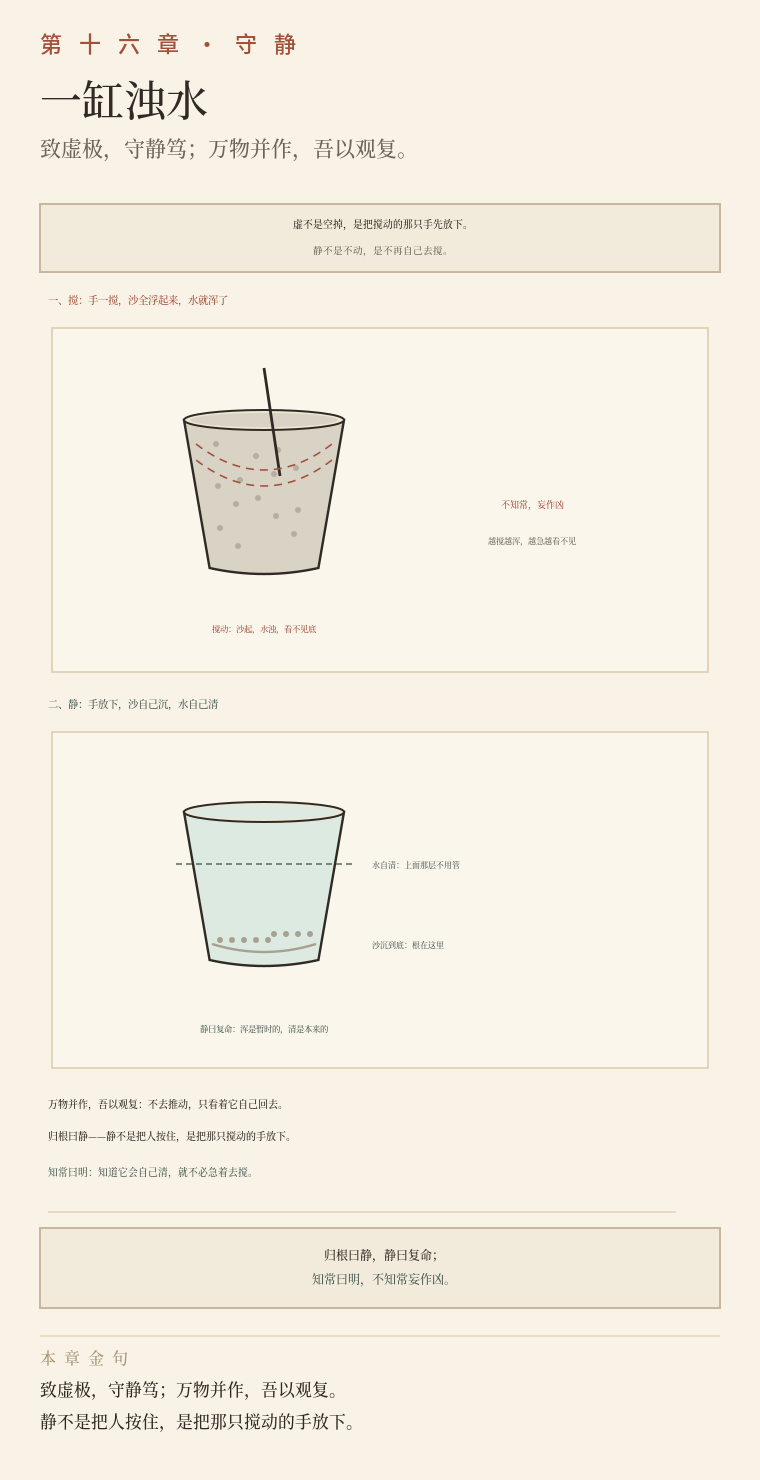 第十六章·守静
一缸浊水
致虚极，守静笃；万物并作，吾以观复。
虚不是空掉，是把搅动的那只手先放下。
静不是不动，是不再自己去搅。
一、搅：手一搅，沙全浮起来，水就浑了
不知常，妄作凶
越搅越浑，越急越看不见
搅动：沙起，水浊，看不见底
二、静：手放下，沙自己沉，水自己清
水自清：上面那层不用管
沙沉到底：根在这里
静曰复命：浑是暂时的，清是本来的
万物并作，吾以观复：不去推动，只看着它自己回去。
归根曰静——静不是把人按住，是把那只搅动的手放下。
知常曰明：知道它会自己清，就不必急着去搅。
归根曰静，静曰复命；
知常曰明，不知常妄作凶。
本章金句
致虚极，守静笃；万物并作，吾以观复。
静不是把人按住，是把那只搅动的手放下。